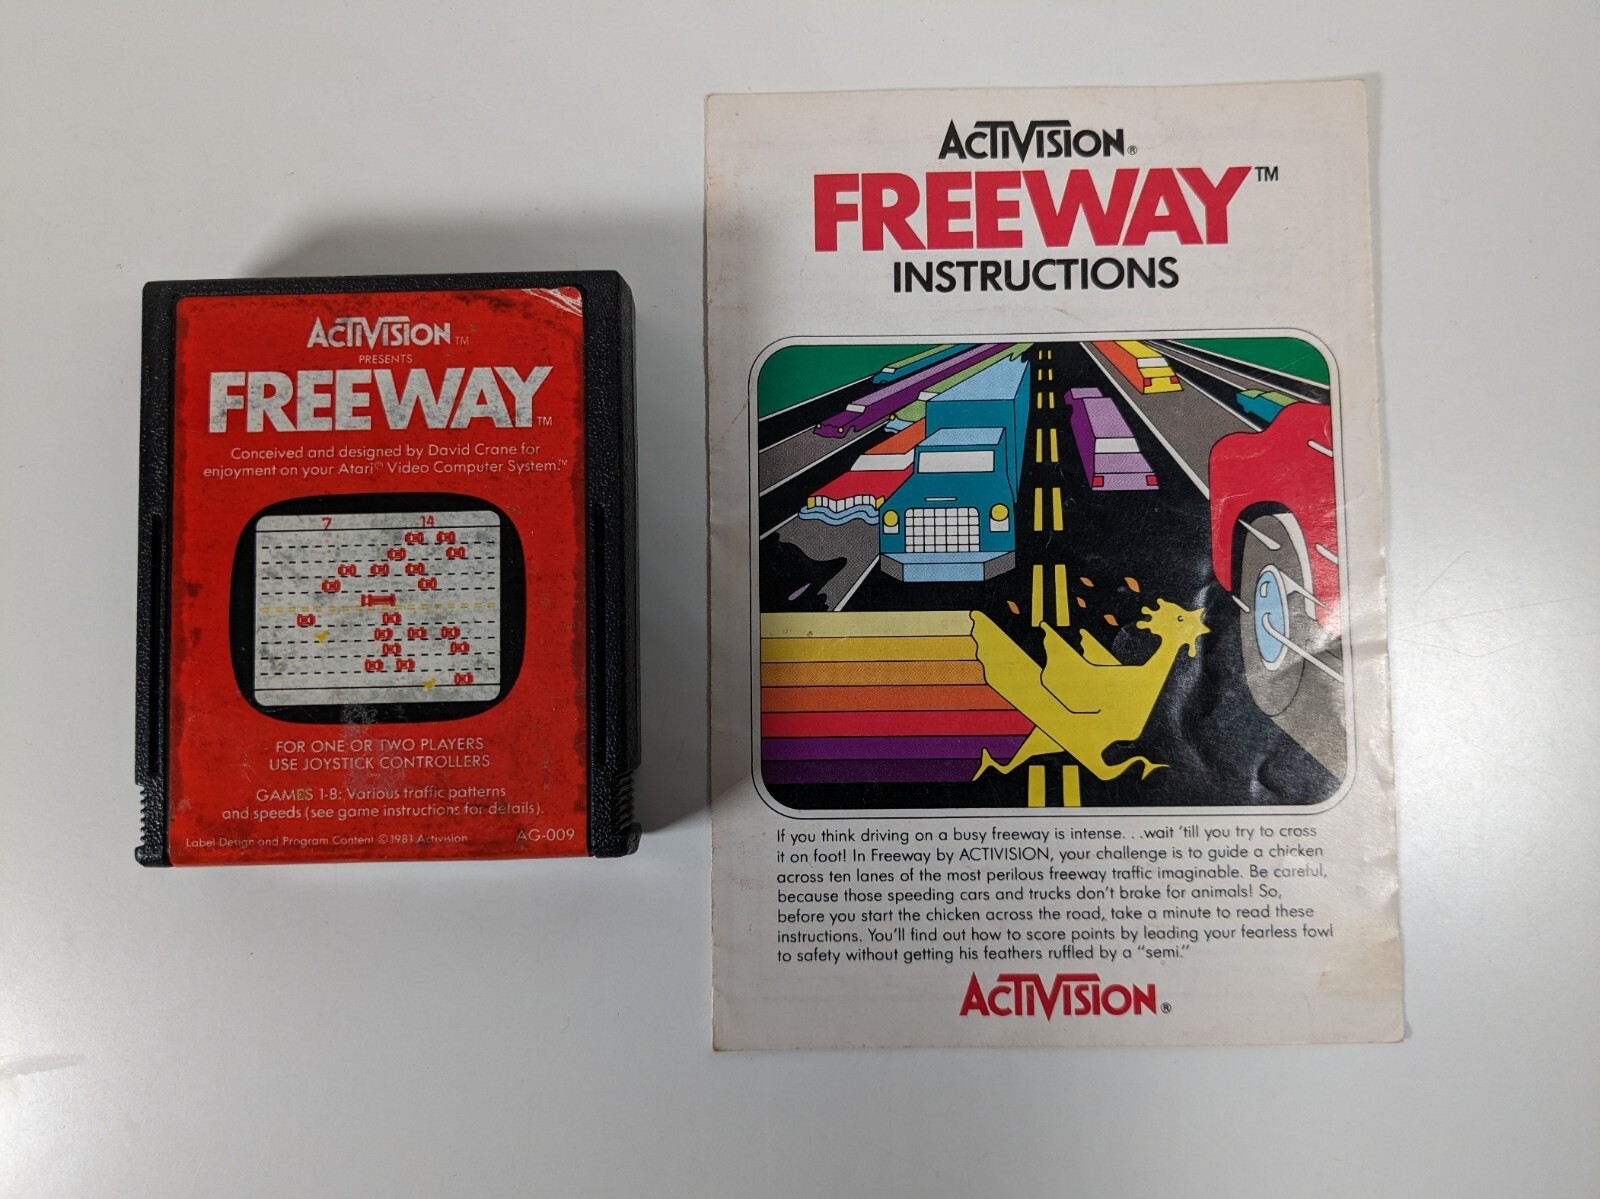 ACTIVISION™
PRESENTS
FREEWAY™
Conceived and designed by David Crane for
enjoyment on your Atari® Video Computer System.™
7 14
FOR ONE OR TWO PLAYERS
USE JOYSTICK CONTROLLERS
GAMES 1-8: Various traffic patterns
and speeds (see game instructions for details).
Label Design and Program Content © 1981 Activision AG-009
ACTIVISION®
FREEWAY™
INSTRUCTIONS
If you think driving on a busy freeway is intense. . .wait 'till you try to cross
it on foot! In Freeway by ACTIVISION, your challenge is to guide a chicken
across ten lanes of the most perilous freeway traffic imaginable. Be careful,
because those speeding cars and trucks don't brake for animals! So,
before you start the chicken across the road, take a minute to read these
instructions. You'll find out how to score points by leading your fearless fowl
to safety without getting his feathers ruffled by a "semi."
ACTIVISION®